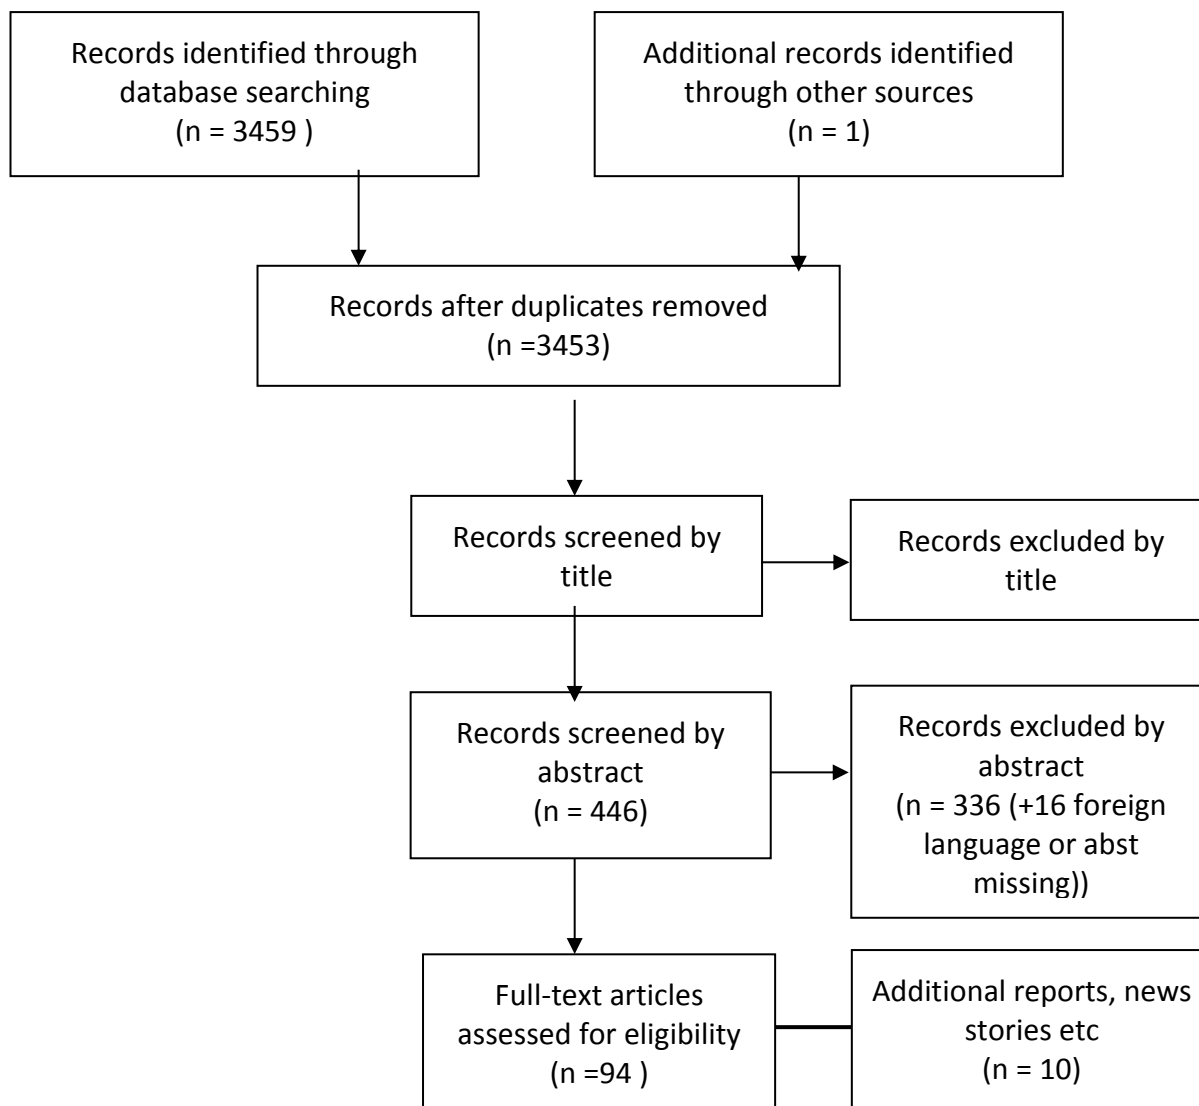 Records identified through
database searching
(n = 3459 )
Additional records identified
through other sources
(n = 1)
Records after duplicates removed
(n =3453)
Records screened by
title
Records excluded by
title
Records screened by
abstract
(n = 446)
Records excluded by
abstract
(n = 336 (+16 foreign
language or abst
missing))
Full-text articles
assessed for eligibility
(n =94 )
Additional reports, news
stories etc
(n = 10)